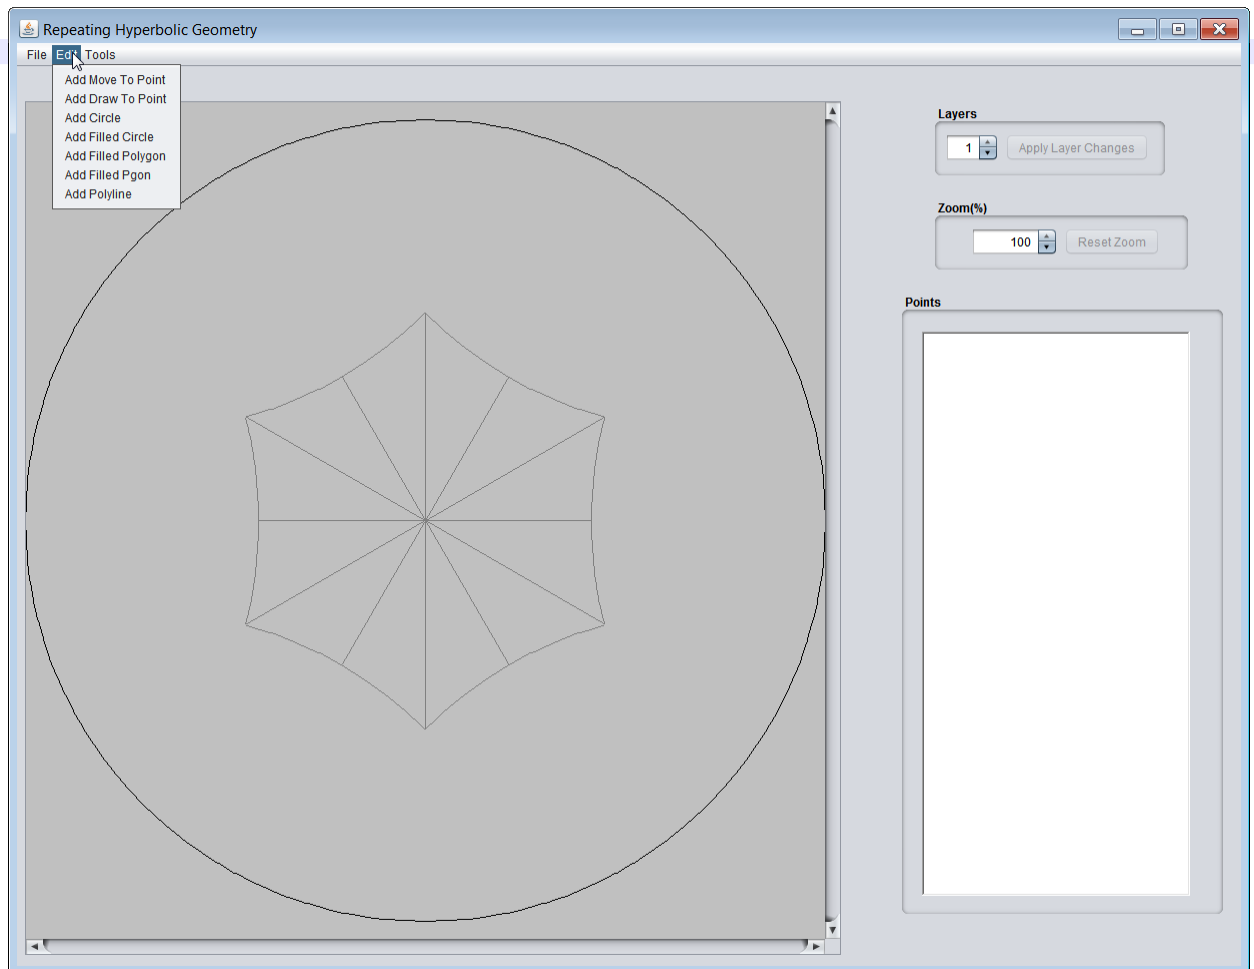 Repeating Hyperbolic Geometry
File Edit Tools
Add Move To Point
Add Draw To Point
Add Circle
Add Filled Circle
Add Filled Polygon
Add Filled Pgon
Add Polyline
Layers
1 Apply Layer Changes
Zoom(%)
100 Reset Zoom
Points